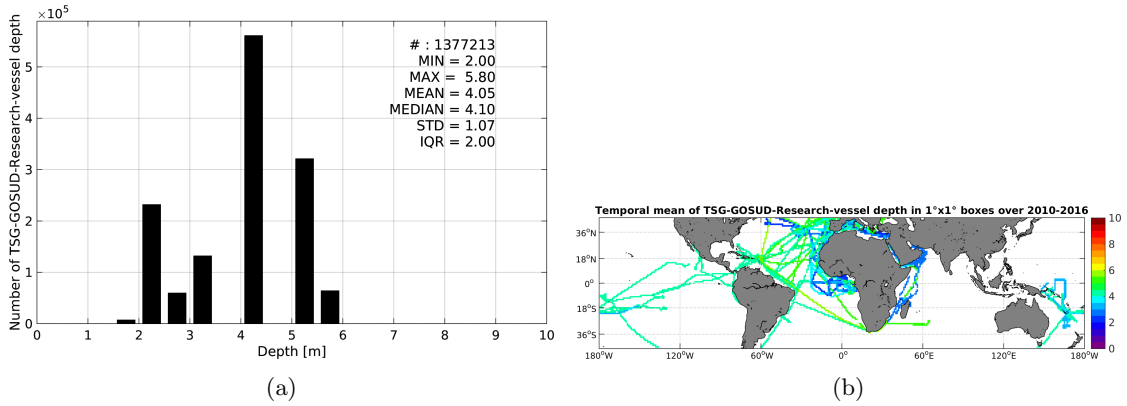 ×10⁵
Number of TSG-GOSUD-Research-vessel depth
5
4
3
2
1
0
# : 1377213
MIN = 2.00
MAX = 5.80
MEAN = 4.05
MEDIAN = 4.10
STD = 1.07
IQR = 2.00
0 1 2 3 4 5 6 7 8 9 10
Depth [m]
(a)
Temporal mean of TSG-GOSUD-Research-vessel depth in 1°x1° boxes over 2010-2016
36°N
18°N
0°
18°S
36°S
180°W 120°W 60°W 0° 60°E 120°E 180°W
10
8
6
4
2
0
(b)